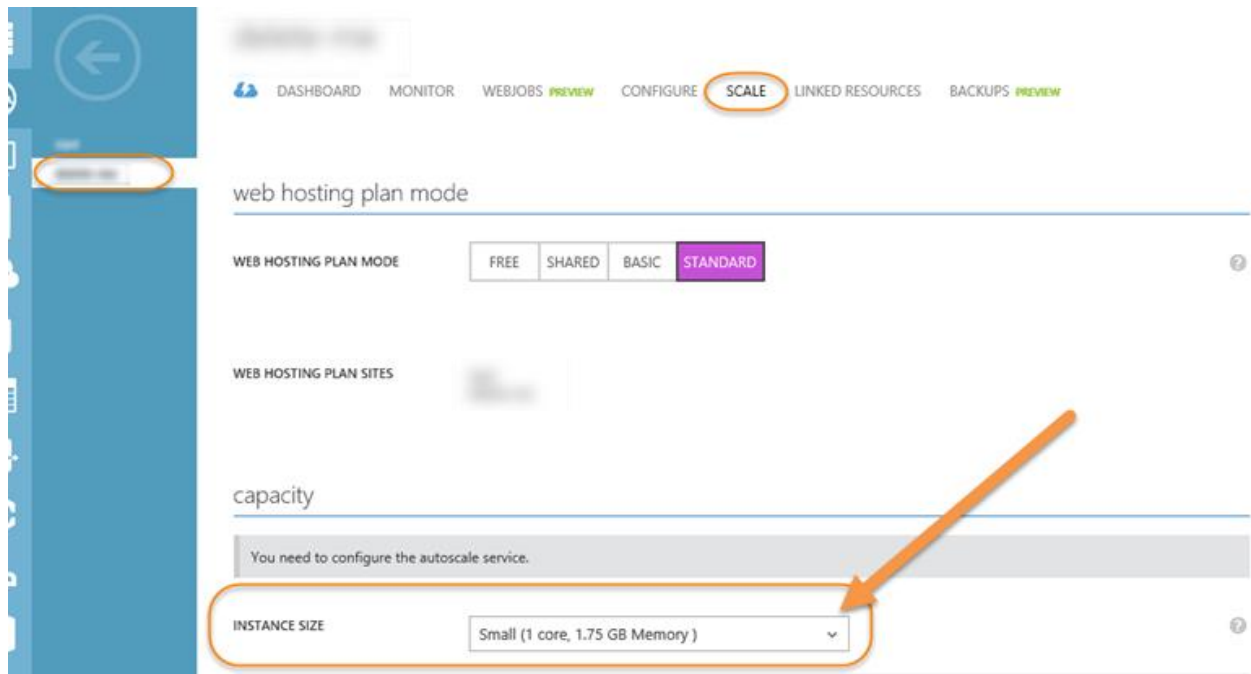 DASHBOARD MONITOR WEBJOBS PREVIEW CONFIGURE SCALE LINKED RESOURCES BACKUPS PREVIEW
web hosting plan mode
WEB HOSTING PLAN MODE FREE SHARED BASIC STANDARD
WEB HOSTING PLAN SITES
capacity
You need to configure the autoscale service.
INSTANCE SIZE Small (1 core, 1.75 GB Memory )